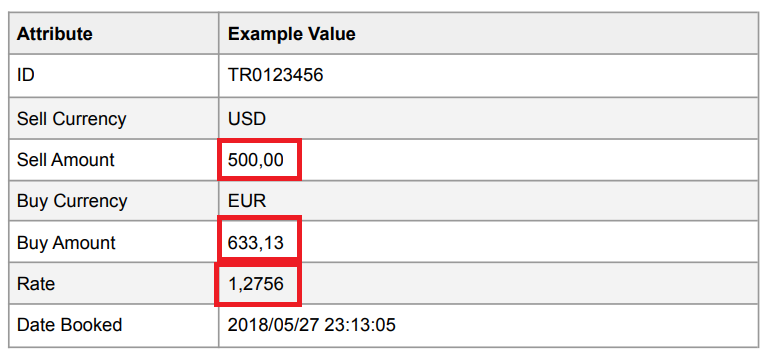 Attribute Example Value
ID TR0123456
Sell Currency USD
Sell Amount 500,00
Buy Currency EUR
Buy Amount 633,13
Rate 1,2756
Date Booked 2018/05/27 23:13:05